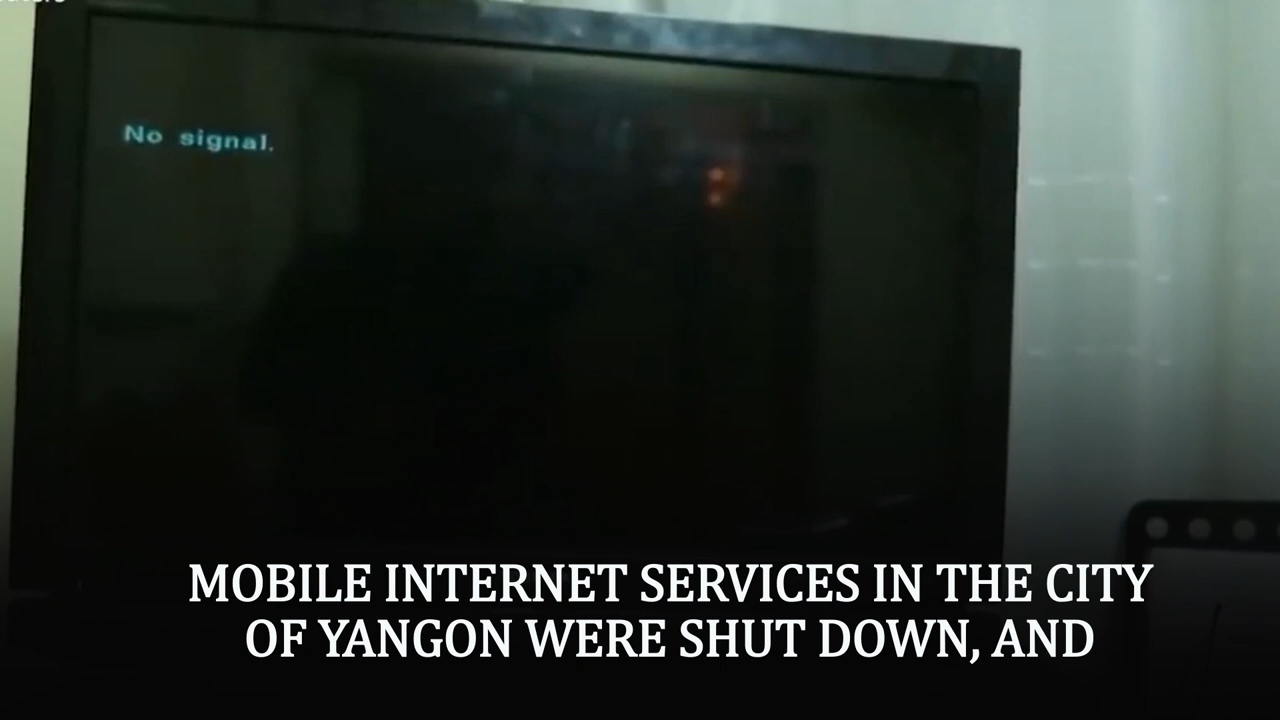 No signal.
MOBILE INTERNET SERVICES IN THE CITY
OF YANGON WERE SHUT DOWN, AND